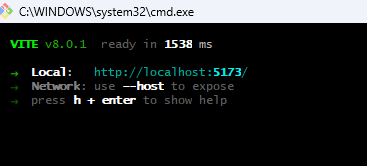 C:\WINDOWS\system32\cmd.exe
VITE v8.0.1 ready in 1538 ms
→ Local: http://localhost:5173/
→ Network: use --host to expose
→ press h + enter to show help